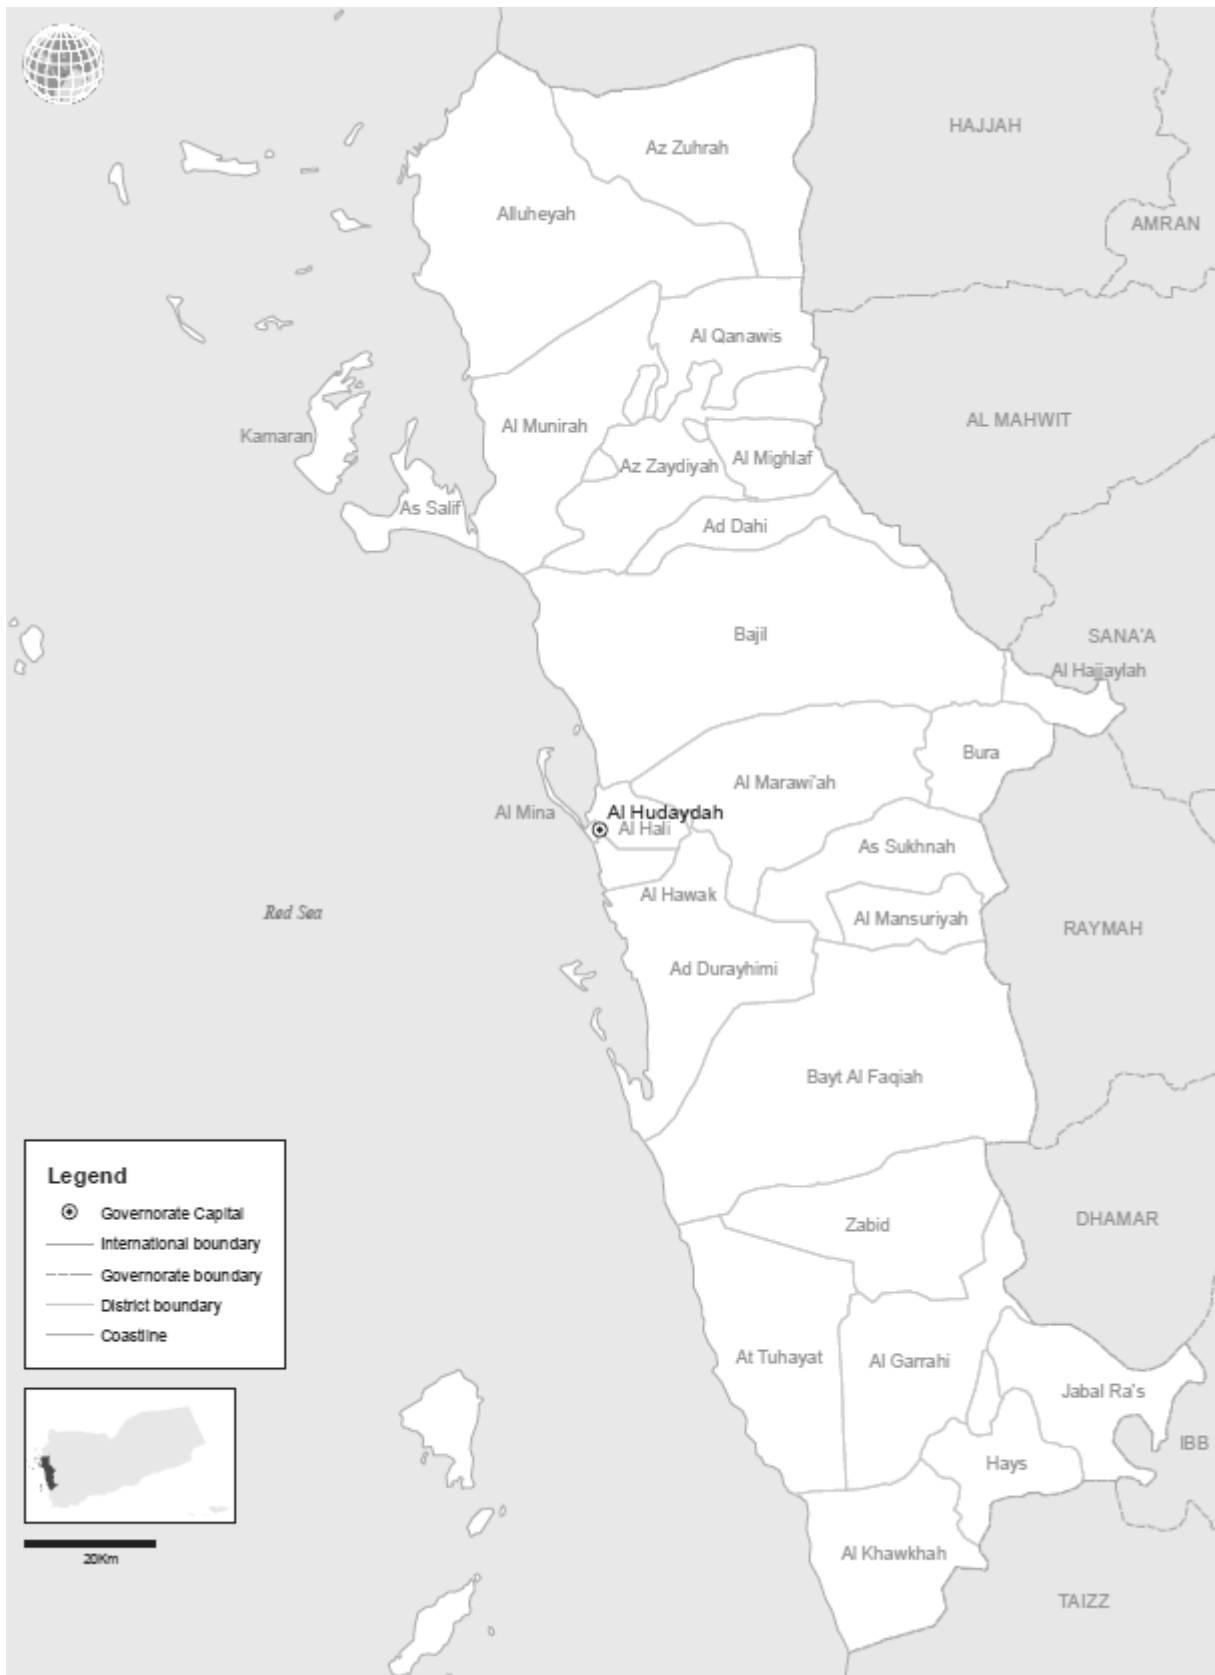 HAJJAH
Az Zuhrah
Alluheyah
AMRAN
Al Qanawis
AL MAHWIT
Al Munirah
Kamaran
Az Zaydiyah
Al Mighlaf
As Salif
Ad Dahi
Bajil
SANA'A
Al Hajjaylah
Bura
Al Marawi'ah
Al Mina
Al Hudaydah
Al Hali
As Sukhnah
Al Hawak
Red Sea
Al Mansuriyah
RAYMAH
Ad Durayhimi
Bayt Al Faqiah
Legend
Governorate Capital
International boundary
Governorate boundary
District boundary
Coastline
Zabid
DHAMAR
At Tuhayat
Al Garrahi
Jabal Ra's
IBB
Hays
20Km
Al Khawkhah
TAIZZ